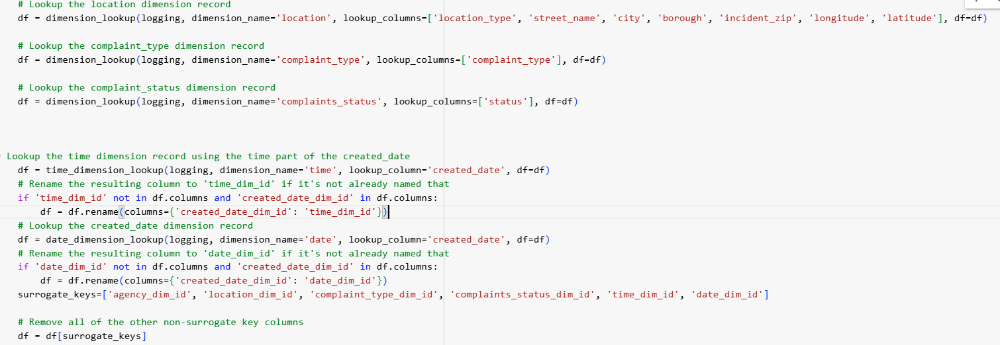 # Lookup the location dimension record
df = dimension_lookup(logging, dimension_name='location', lookup_columns=['location_type', 'street_name', 'city', 'borough', 'incident_zip', 'longitude', 'latitude'], df=df)
# Lookup the complaint_type dimension record
df = dimension_lookup(logging, dimension_name='complaint_type', lookup_columns=['complaint_type'], df=df)
# Lookup the complaint_status dimension record
df = dimension_lookup(logging, dimension_name='complaints_status', lookup_columns=['status'], df=df)
# Lookup the time dimension record using the time part of the created_date
df = time_dimension_lookup(logging, dimension_name='time', lookup_column='created_date', df=df)
# Rename the resulting column to 'time_dim_id' if it's not already named that
if 'time_dim_id' not in df.columns and 'created_date_dim_id' in df.columns:
df = df.rename(columns={'created_date_dim_id': 'time_dim_id'})
# Lookup the created_date dimension record
df = date_dimension_lookup(logging, dimension_name='date', lookup_column='created_date', df=df)
# Rename the resulting column to 'date_dim_id' if it's not already named that
if 'date_dim_id' not in df.columns and 'created_date_dim_id' in df.columns:
df = df.rename(columns={'created_date_dim_id': 'date_dim_id'})
surrogate_keys=['agency_dim_id', 'location_dim_id', 'complaint_type_dim_id', 'complaints_status_dim_id', 'time_dim_id', 'date_dim_id']
# Remove all of the other non-surrogate key columns
df = df[surrogate_keys]